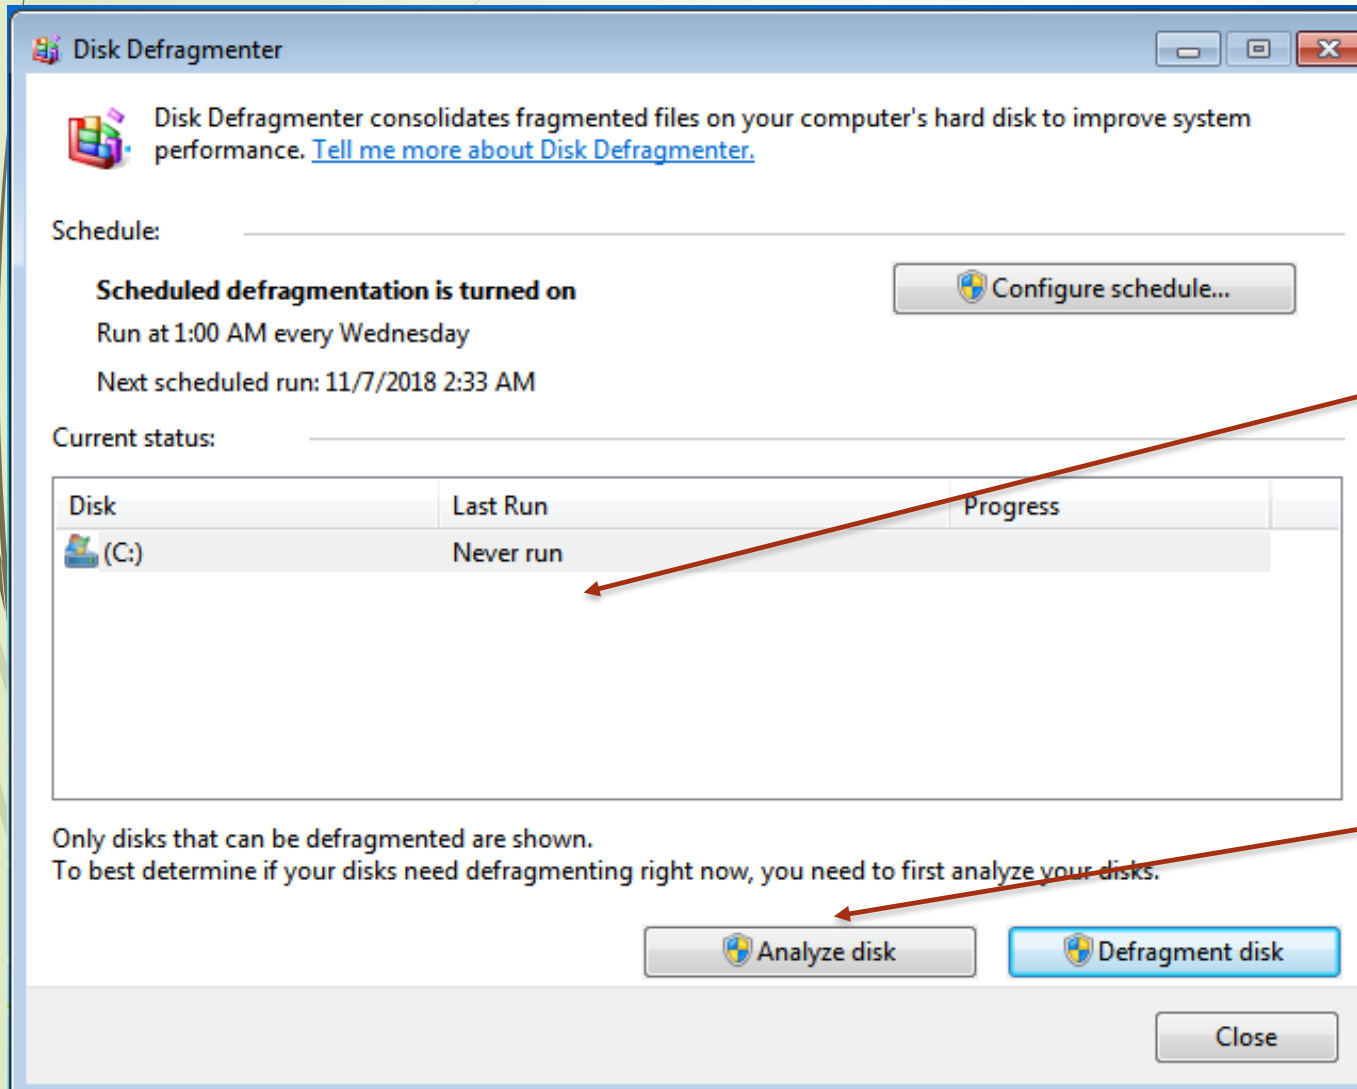 Disk Defragmenter
Disk Defragmenter consolidates fragmented files on your computer's hard disk to improve system
performance. Tell me more about Disk Defragmenter.
Schedule:
Scheduled defragmentation is turned on
Configure schedule...
Run at 1:00 AM every Wednesday
Next scheduled run: 11/7/2018 2:33 AM
Current status:
Disk Last Run Progress
(C:) Never run
Only disks that can be defragmented are shown.
To best determine if your disks need defragmenting right now, you need to first analyze your disks.
Analyze disk Defragment disk
Close